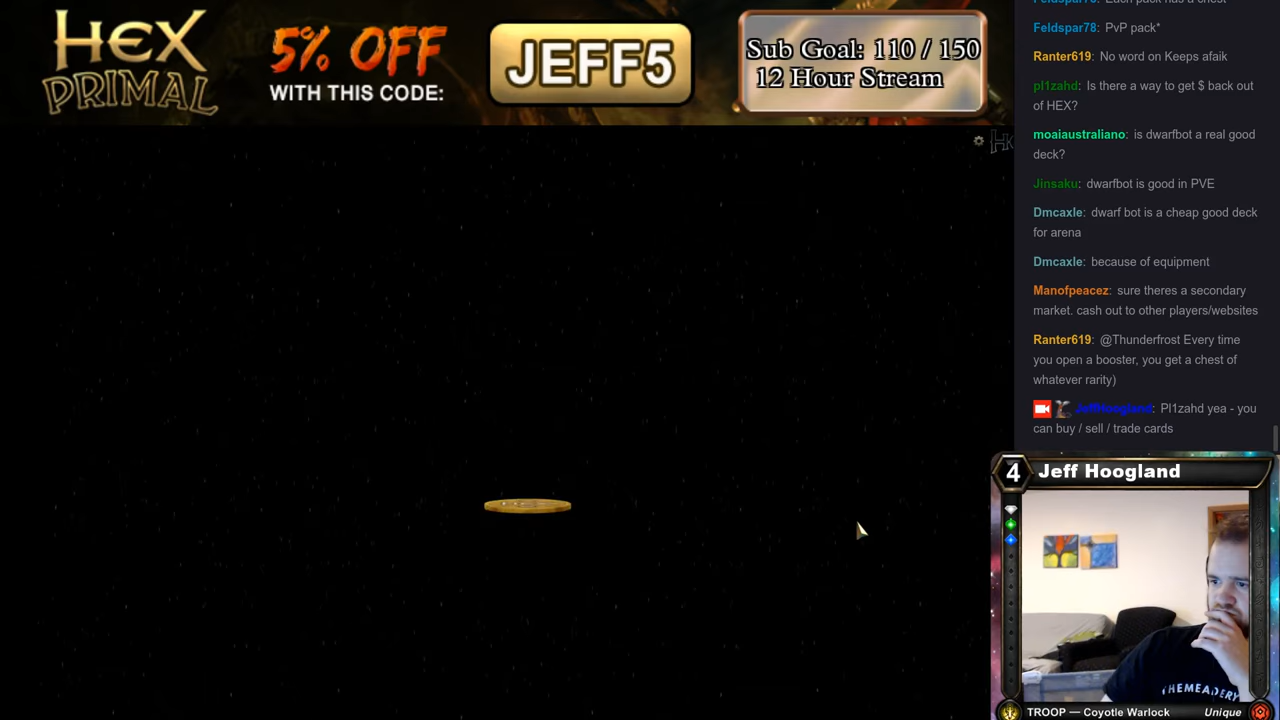 HEX
PRIMAL
5% OFF
WITH THIS CODE:
JEFF5
Sub Goal: 110 / 150
12 Hour Stream
Feldspar78: PvP pack*
Ranter619: No word on Keeps afaik
pl1zahd: Is there a way to get $ back out
of HEX?
moaiaustraliano: is dwarfbot a real good
deck?
Jinsaku: dwarfbot is good in PVE
Dmcaxle: dwarf bot is a cheap good deck
for arena
Dmcaxle: because of equipment
Manofpeacez: sure theres a secondary
market. cash out to other players/websites
Ranter619: @Thunderfrost Every time
you open a booster, you get a chest of
whatever rarity)
JeffHoogland: Pl1zahd yea - you
can buy / sell / trade cards
4 Jeff Hoogland
THEMEADERY
TROOP — Coyotle Warlock Unique